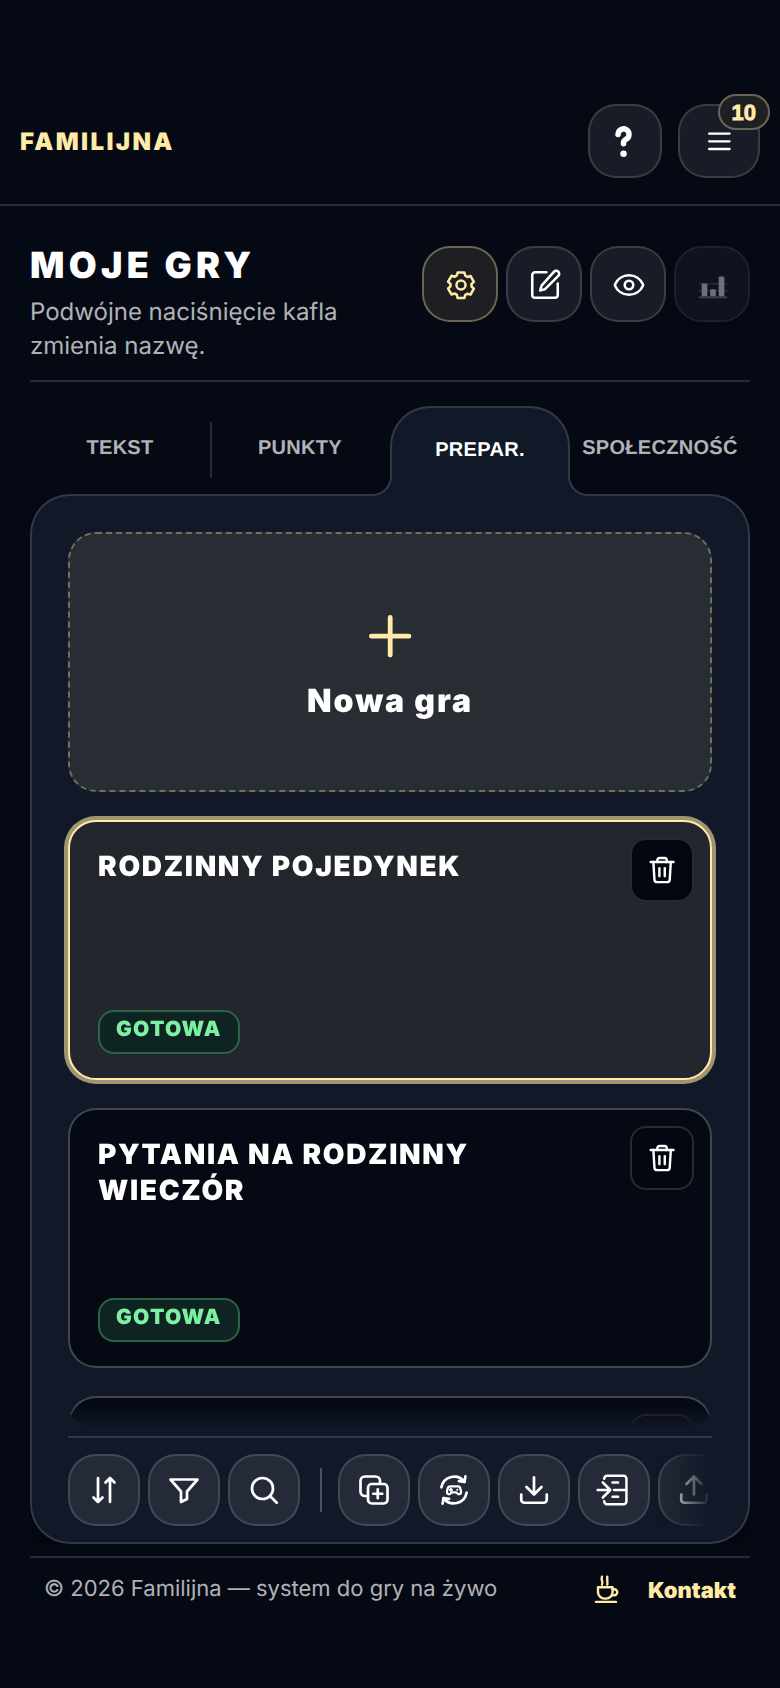 FAMILIJNA
?
10
MOJE GRY
Podwójne naciśnięcie kafla
zmienia nazwę.
TEKST
PUNKTY
PREPAR.
SPOŁECZNOŚĆ
Nowa gra
RODZINNY POJEDYNEK
GOTOWA
PYTANIA NA RODZINNY
WIECZÓR
GOTOWA
© 2026 Familijna — system do gry na żywo
Kontakt